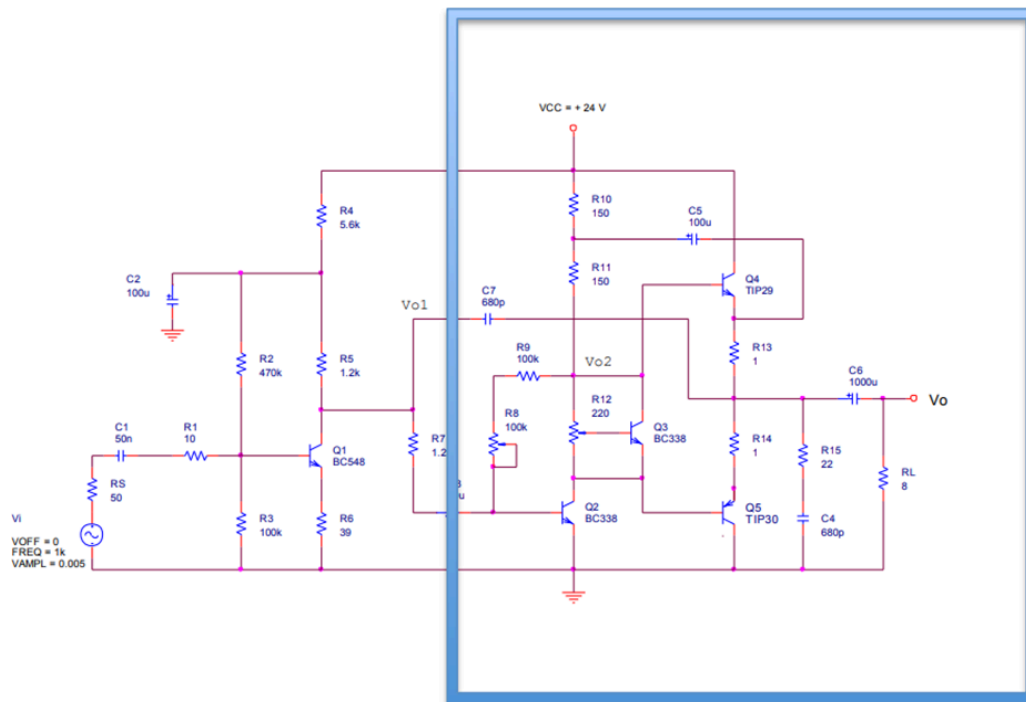 VCC = + 24 V
R4
5.6k
R10
150
C5
100u
C2
100u
R11
150
Q4
TIP29
Vo1
C7
680p
R2
470k
R5
1.2k
R9
100k
Vo2
R13
1
C6
1000u
Vo
R8
100k
R12
220
Q3
BC338
C1
50n
R1
10
Q1
BC548
R7
1.2
R14
1
R15
22
RS
50
RL
8
Vi
VOFF = 0
FREQ = 1k
VAMPL = 0.005
R3
100k
R6
39
Q2
BC338
Q5
TIP30
C4
680p